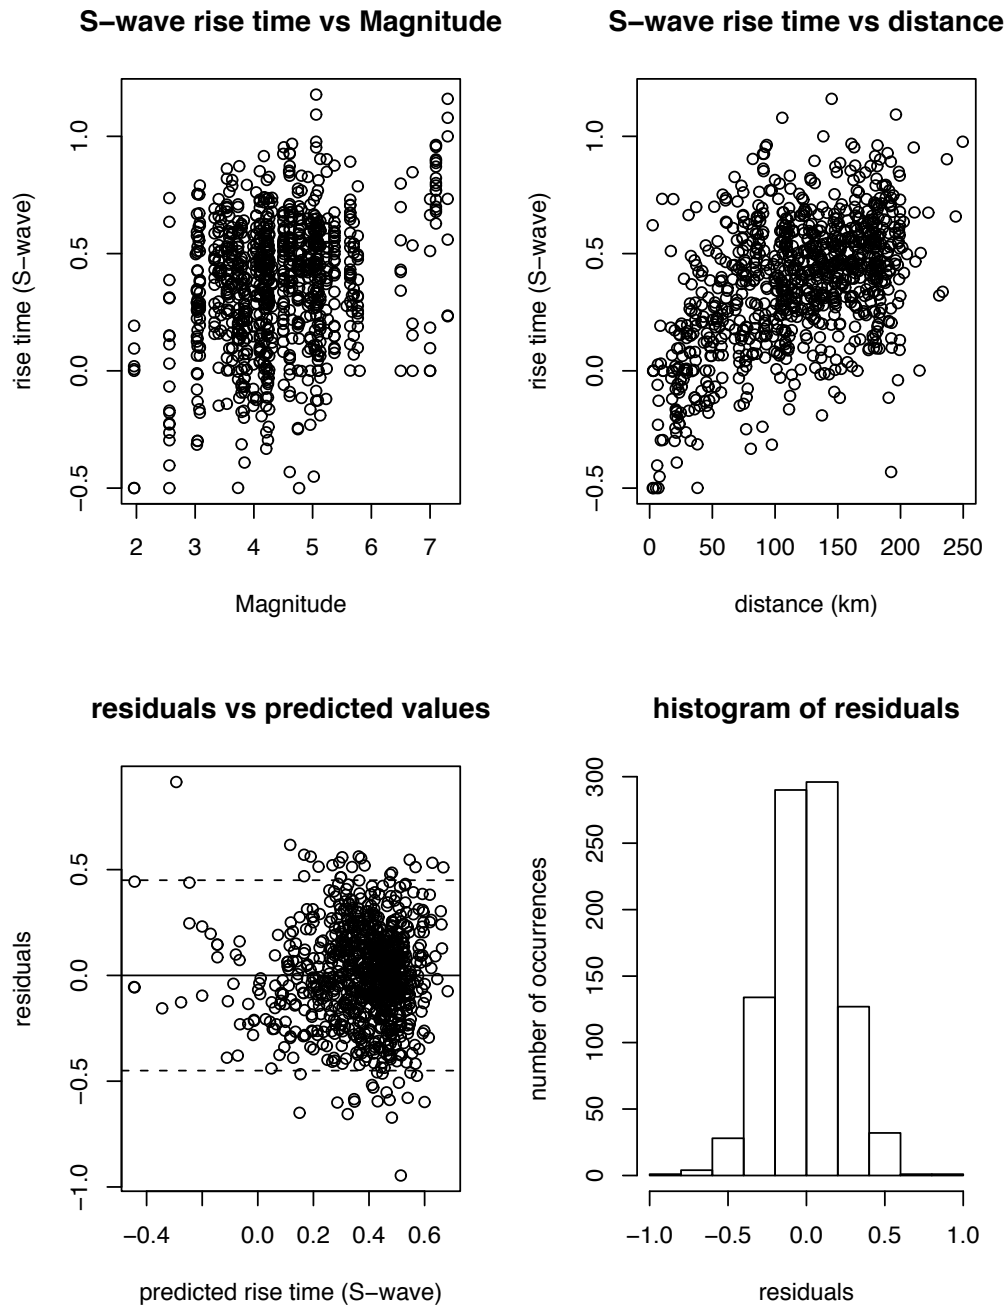 S−wave rise time vs Magnitude
rise time (S−wave)
1.0
0.5
0.0
−0.5
2 3 4 5 6 7
Magnitude
S−wave rise time vs distance
rise time (S−wave)
1.0
0.5
0.0
−0.5
0 50 100 150 200 250
distance (km)
residuals vs predicted values
residuals
0.5
0.0
−0.5
−1.0
−0.4 0.0 0.2 0.4 0.6
predicted rise time (S−wave)
histogram of residuals
number of occurrences
300
250
200
150
100
50
0
−1.0 −0.5 0.0 0.5 1.0
residuals